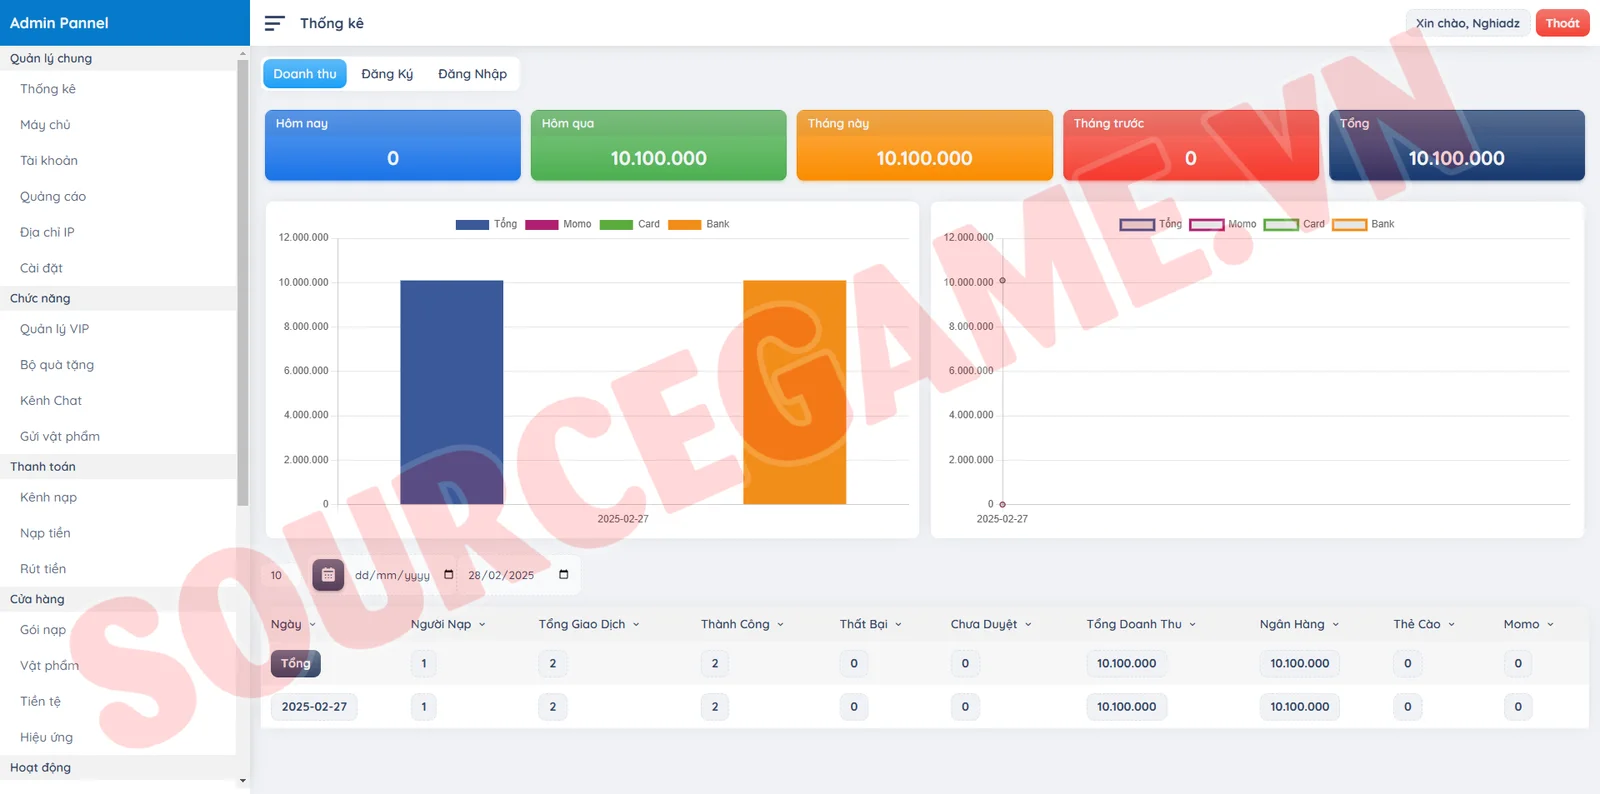 Admin Pannel
Thống kê
Xin chào, Nghiadz
Thoát
Quản lý chung
Thống kê
Máy chủ
Tài khoản
Quảng cáo
Địa chỉ IP
Cài đặt
Chức năng
Quản lý VIP
Bộ quà tặng
Kênh Chat
Gửi vật phẩm
Thanh toán
Kênh nạp
Nạp tiền
Rút tiền
Cửa hàng
Gói nạp
Vật phẩm
Tiền tệ
Hiệu ứng
Hoạt động
Doanh thu Đăng Ký Đăng Nhập
Hôm nay
0
Hôm qua
10.100.000
Tháng này
10.100.000
Tháng trước
0
Tổng
10.100.000
Tổng Momo Card Bank
12.000.000
10.000.000
8.000.000
6.000.000
4.000.000
2.000.000
0
2025-02-27
Tổng Momo Card Bank
12.000.000
10.000.000
8.000.000
6.000.000
4.000.000
2.000.000
0
2025-02-27
10 dd/mm/yyyy 28/02/2025
Ngày Người Nạp Tổng Giao Dịch Thành Công Thất Bại Chưa Duyệt Tổng Doanh Thu Ngân Hàng Thẻ Cào Momo
Tổng 1 2 2 0 0 10.100.000 10.100.000 0 0
2025-02-27 1 2 2 0 0 10.100.000 10.100.000 0 0
SOURCEGAME.VN